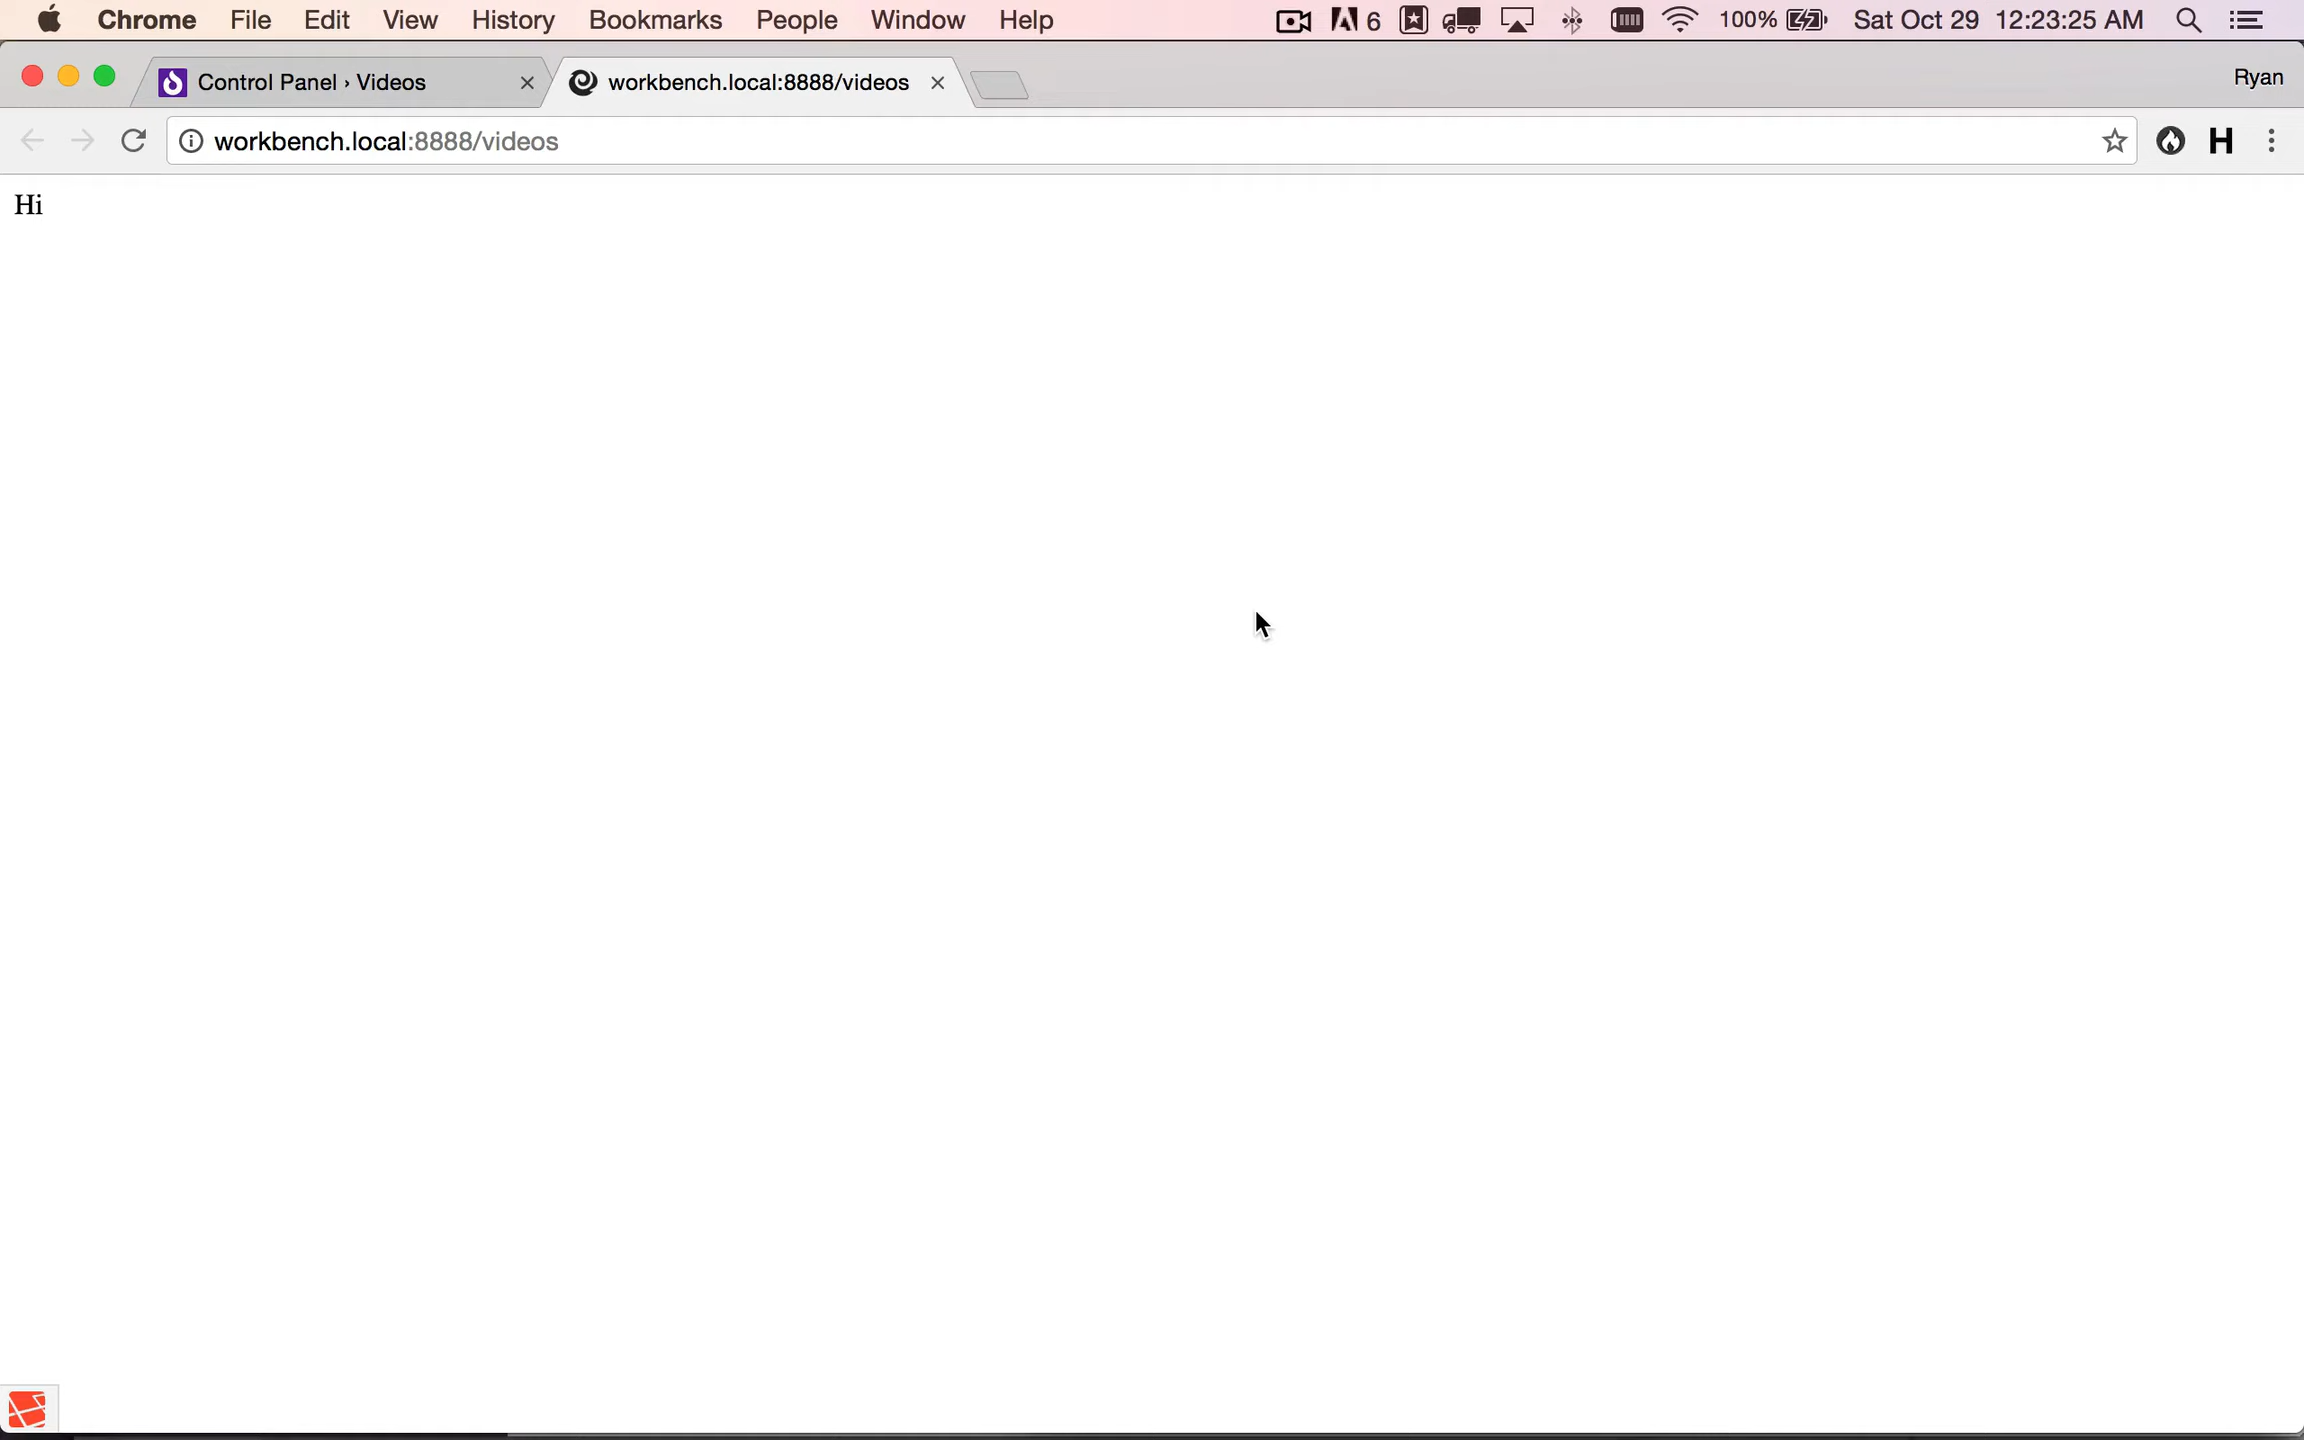 Chrome File Edit View History Bookmarks People Window Help 6 100% Sat Oct 29 12:23:25 AM
Control Panel › Videos workbench.local:8888/videos Ryan
workbench.local:8888/videos H
Hi